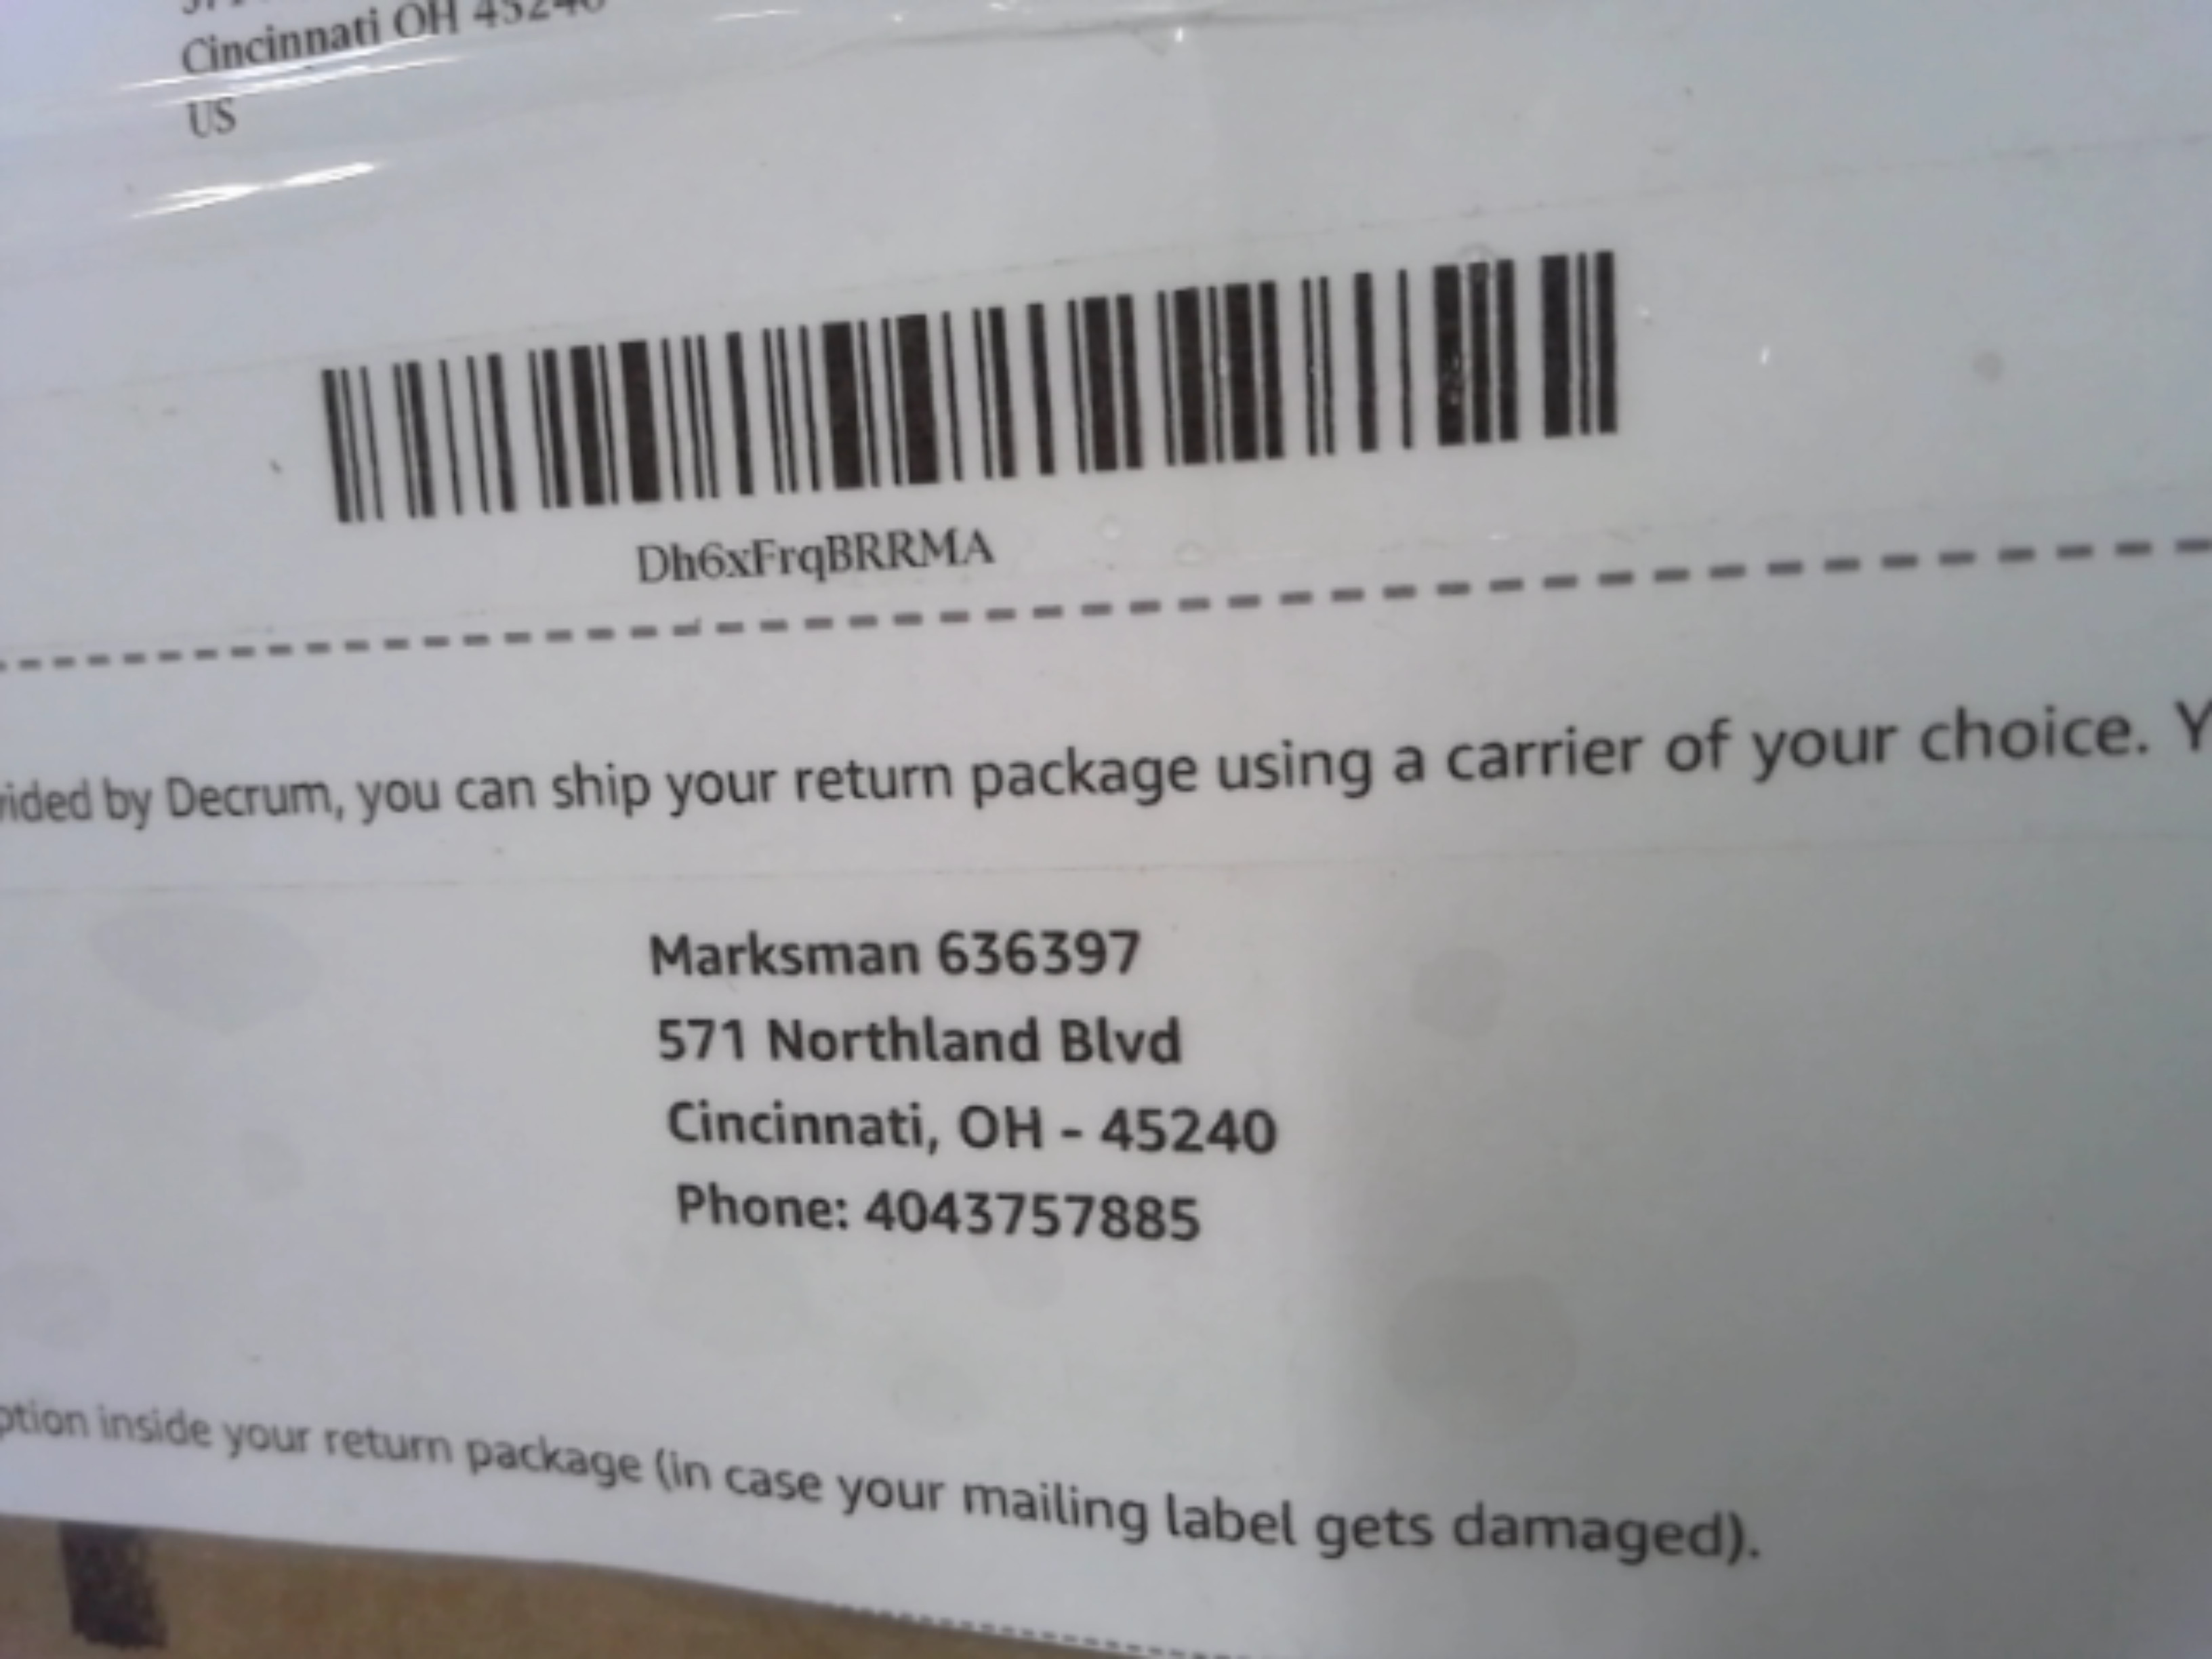 Cincinnati OH 45240
US
Dh6xFrqBRRMA
by Decrum, you can ship your return package using a carrier of your choice.
Marksman 636397
571 Northland Blvd
Cincinnati, OH - 45240
Phone: 4043757885
inside your return package (in case your mailing label gets damaged).